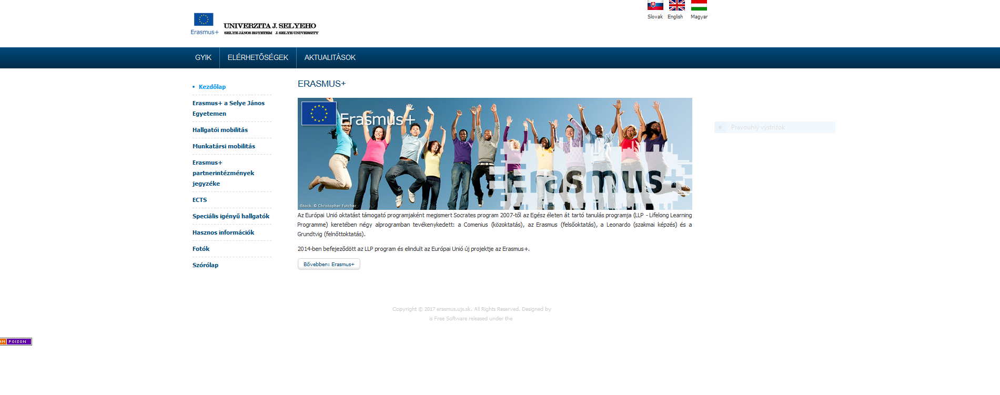 Slovak English Magyar
Erasmus+
UNIVERZITA J. SELYEHO
SELYE JÁNOS EGYETEM J. SELYE UNIVERSITY
GYIK
ELÉRHETŐSÉGEK
AKTUALITÁSOK
Kezdőlap
Erasmus+ a Selye János
Egyetemen
Hallgatói mobilitás
Munkatársi mobilitás
Erasmus+
partnerintézmények
jegyzéke
ECTS
Speciális igényű hallgatók
Hasznos információk
Fotók
Szórólap
ERASMUS+
Erasmus+
Erasmus+
iStock. © Christopher Futcher
Az Európai Unió oktatást támogató programjaként megismert Socrates program 2007-től az Egész életen át tartó tanulás programja (LLP - Lifelong Learning
Programme) keretében négy alprogramban tevékenykedett: a Comenius (közoktatás), az Erasmus (felsőoktatás), a Leonardo (szakmai képzés) és a
Grundtvig (felnőttoktatás).
2014-ben befejeződött az LLP program és elindult az Európai Unió új projektje az Erasmus+.
Bővebben: Erasmus+
Pravouhlý výstrižok
Copyright © 2017 erasmus.ujs.sk. All Rights Reserved. Designed by
is Free Software released under the
AM POISON